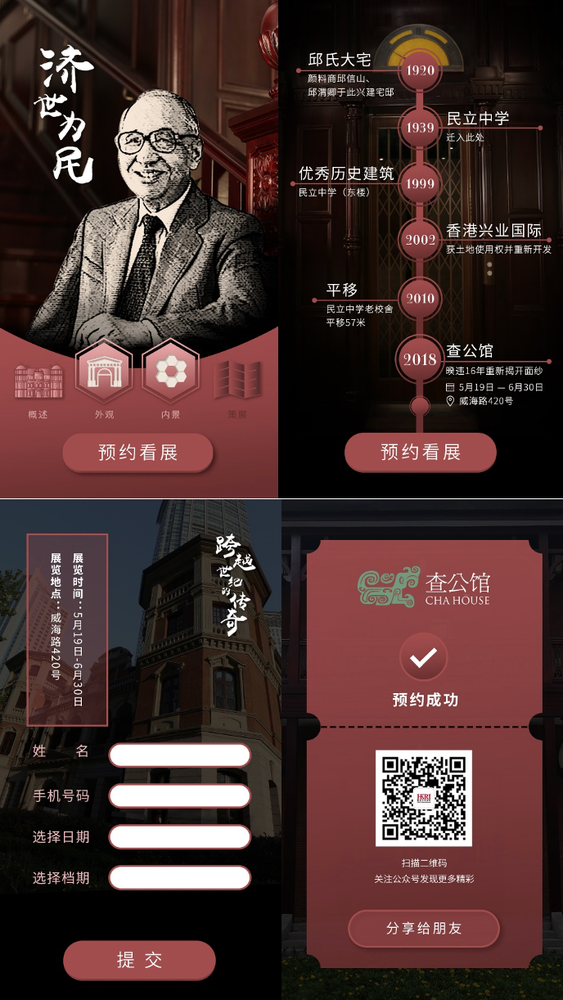 济世为民
概述
外观
内景
策展
预约看展
1920
邱氏大宅
颜料商邱信山、
邱渭卿于此兴建宅邸
1939
民立中学
迁入此处
1999
优秀历史建筑
民立中学（东楼）
2002
香港兴业国际
获土地使用权并重新开发
2010
平移
民立中学老校舍
平移57米
2018
查公馆
暌违16年重新揭开面纱
5月19日 — 6月30日
威海路420号
预约看展
展览时间：5月19日-6月30日
展览地点：威海路420号
跨越世纪的传奇
姓 名
手机号码
选择日期
选择档期
提 交
查公馆
CHA HOUSE
预约成功
HKRI
扫描二维码
关注公众号发现更多精彩
分享给朋友